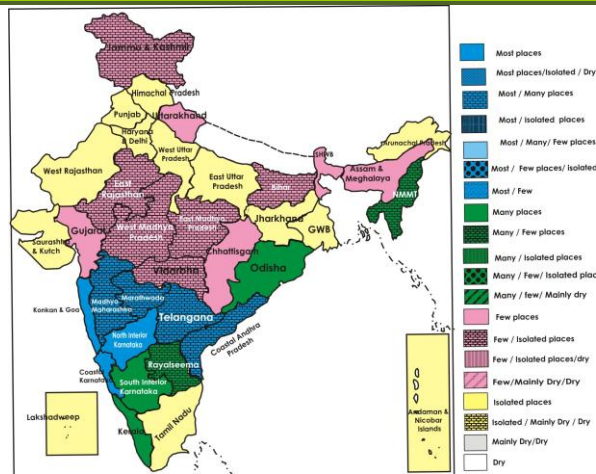 Jammu & Kashmir
Himachal Pradesh
Punjab
Uttarakhand
Haryana
& Delhi
West Uttar
Pradesh
Arunachal Pradesh
West Rajasthan
East
Rajasthan
East Uttar
Pradesh
SHWB
Assam &
Meghalaya
Bihar
NMMT
Gujarat
West Madhya
Pradesh
East Madhya
Pradesh
Jharkhand
GWB
Saurashtra
& Kutch
Chhattisgarh
Vidarbha
Odisha
Madhya
Maharashtra
Marathwada
Konkan & Goa
Telangana
North Interior
Karnataka
Coastal Andhra
Pradesh
Rayalseema
Coastal
Karnataka
South Interior
Karnataka
Lakshadweep
Kerala
Tamil Nadu
Andaman &
Nicobar
Islands
Most places
Most places/Isolated / Dry
Most / Many places
Most / Isolated places
Most / Many/ Few places
Most / Few places/ isolated
Most / Few
Many places
Many / Few places
Many / Isolated places
Many / Few/ Isolated plac
Many / few/ Mainly dry
Few places
Few / Isolated places
Few / Isolated places/dry
Few/Mainly Dry/Dry
Isolated places
Isolated / Mainly Dry / Dry
Mainly Dry/Dry
Dry